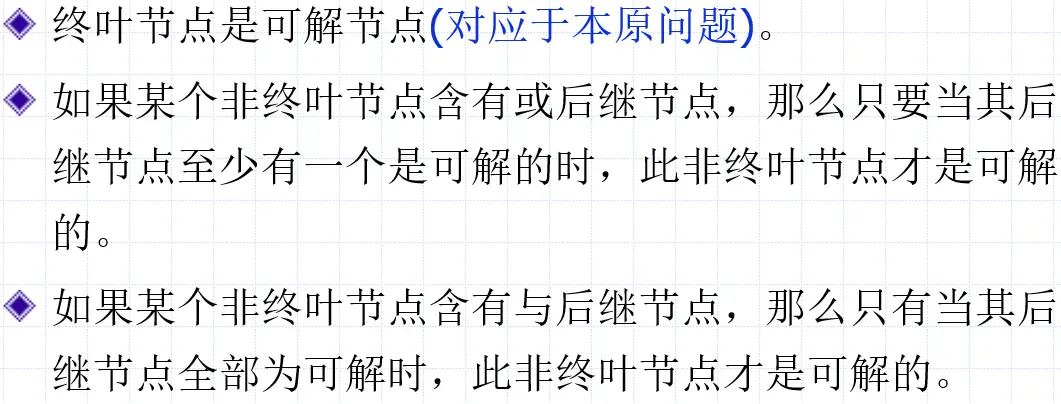 终叶节点是可解节点(对应于本原问题)。
如果某个非终叶节点含有或后继节点，那么只要当其后
继节点至少有一个是可解的时，此非终叶节点才是可解
的。
如果某个非终叶节点含有与后继节点，那么只有当其后
继节点全部为可解时，此非终叶节点才是可解的。